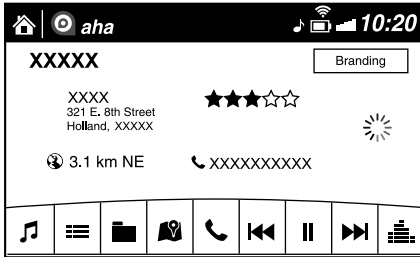 aha 10:20
XXXXX Branding
XXXX
321 E. 8th Street
Holland, XXXXX
3.1 km NE XXXXXXXXXX